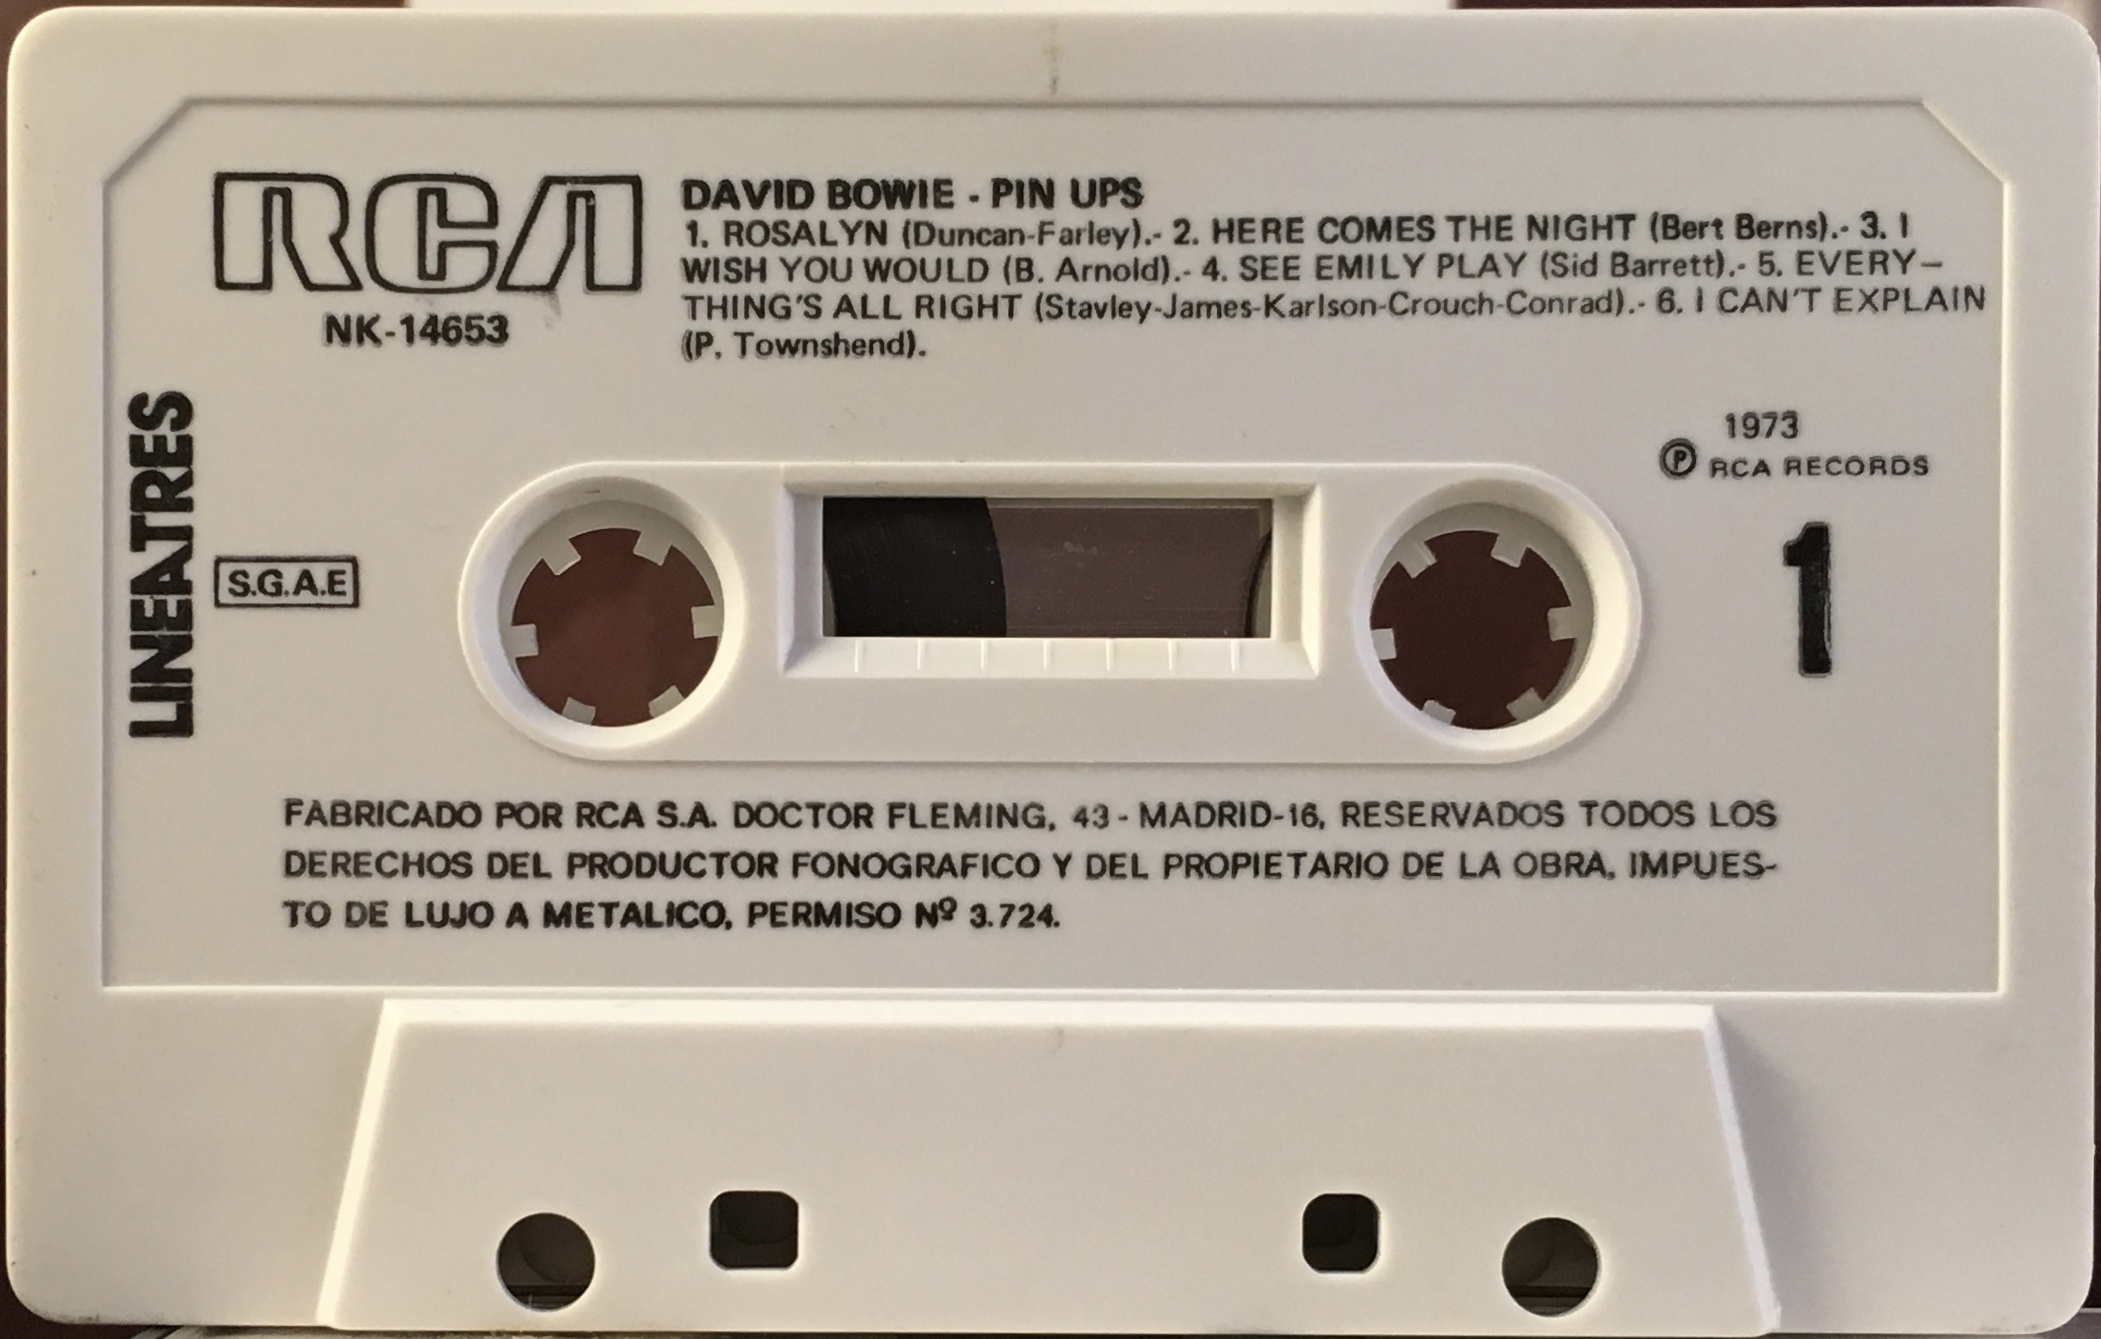 RCA
NK-14653
DAVID BOWIE - PIN UPS
1. ROSALYN (Duncan-Farley).- 2. HERE COMES THE NIGHT (Bert Berns).- 3. I
WISH YOU WOULD (B. Arnold).- 4. SEE EMILY PLAY (Sid Barrett).- 5. EVERY-
THING'S ALL RIGHT (Stavley-James-Karlson-Crouch-Conrad).- 6. I CAN'T EXPLAIN
(P. Townshend).
LINEATRES
S.G.A.E
1973
℗ RCA RECORDS
1
FABRICADO POR RCA S.A. DOCTOR FLEMING, 43 - MADRID-16, RESERVADOS TODOS LOS
DERECHOS DEL PRODUCTOR FONOGRAFICO Y DEL PROPIETARIO DE LA OBRA, IMPUES-
TO DE LUJO A METALICO, PERMISO Nº 3.724.